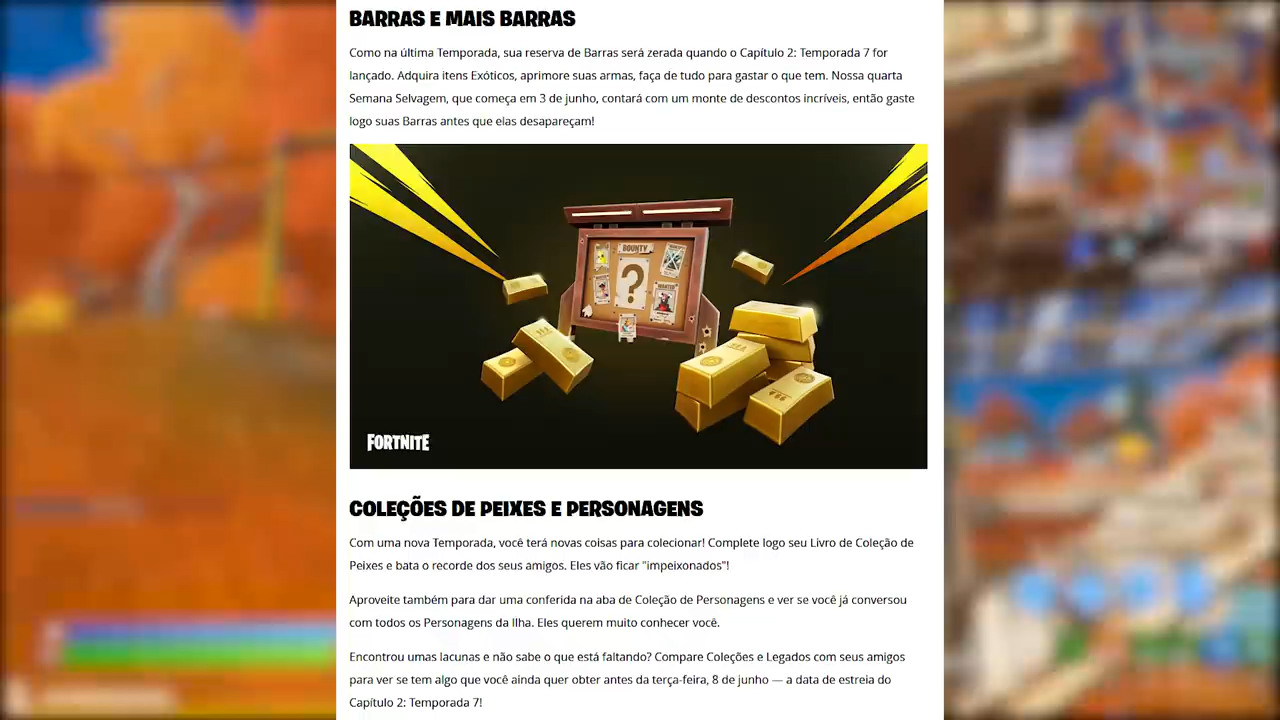 BARRAS E MAIS BARRAS
Como na última Temporada, sua reserva de Barras será zerada quando o Capítulo 2: Temporada 7 for
lançado. Adquira itens Exóticos, aprimore suas armas, faça de tudo para gastar o que tem. Nossa quarta
Semana Selvagem, que começa em 3 de junho, contará com um monte de descontos incríveis, então gaste
logo suas Barras antes que elas desapareçam!
BOUNTY
?
WANTED
FORTNITE
COLEÇÕES DE PEIXES E PERSONAGENS
Com uma nova Temporada, você terá novas coisas para colecionar! Complete logo seu Livro de Coleção de
Peixes e bata o recorde dos seus amigos. Eles vão ficar "impeixonados"!
Aproveite também para dar uma conferida na aba de Coleção de Personagens e ver se você já conversou
com todos os Personagens da Ilha. Eles querem muito conhecer você.
Encontrou umas lacunas e não sabe o que está faltando? Compare Coleções e Legados com seus amigos
para ver se tem algo que você ainda quer obter antes da terça-feira, 8 de junho — a data de estreia do
Capítulo 2: Temporada 7!